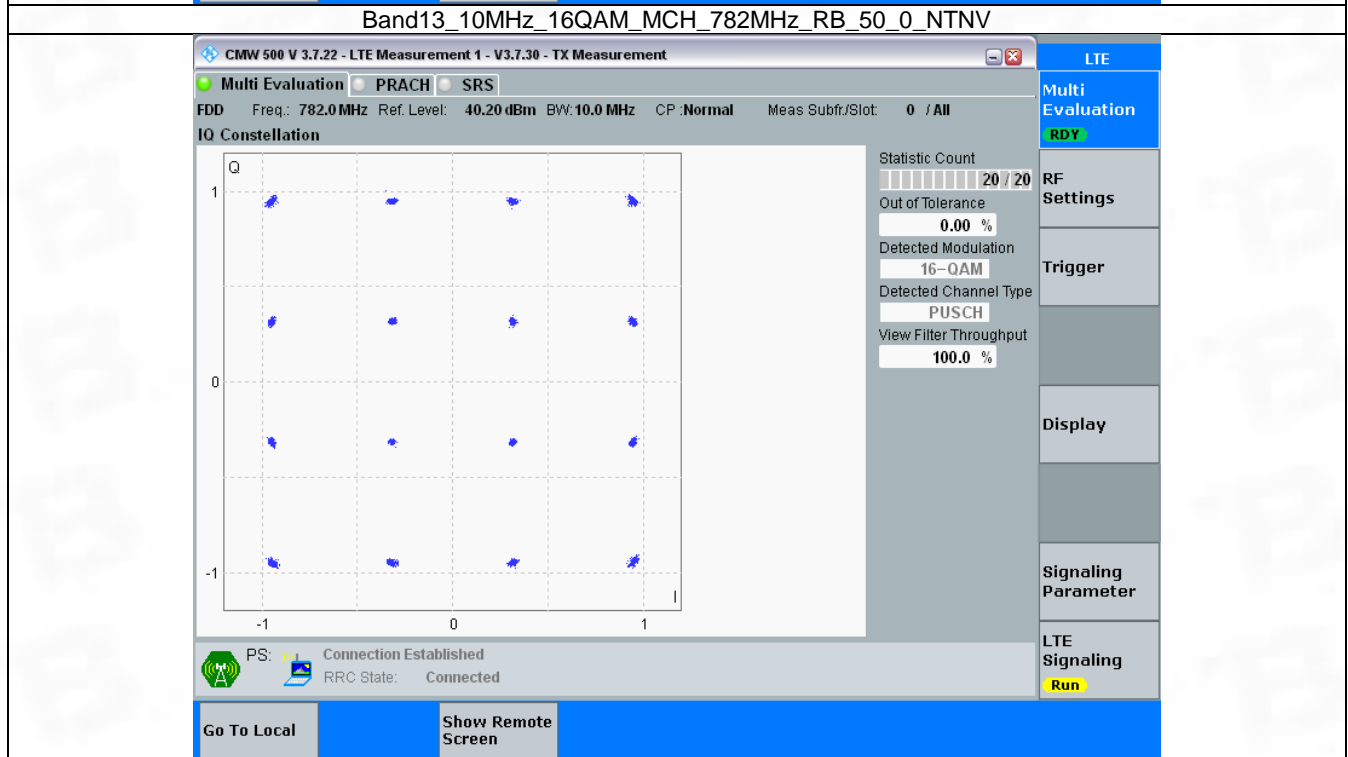 Band13_10MHz_16QAM_MCH_782MHz_RB_50_0_NTNV
CMW 500 V 3.7.22 - LTE Measurement 1 - V3.7.30 - TX Measurement
LTE
Multi Evaluation PRACH SRS
FDD Freq.: 782.0 MHz Ref. Level: 40.20 dBm BW: 10.0 MHz CP :Normal Meas Subfr./Slot: 0 / All
IQ Constellation
Q
1
0
-1
I
-1 0 1
Statistic Count
20 / 20
Out of Tolerance
0.00 %
Detected Modulation
16-QAM
Detected Channel Type
PUSCH
View Filter Throughput
100.0 %
Multi
Evaluation
RDY
RF
Settings
Trigger
Display
Signaling
Parameter
LTE
Signaling
Run
PS: Connection Established
RRC State: Connected
Go To Local
Show Remote
Screen